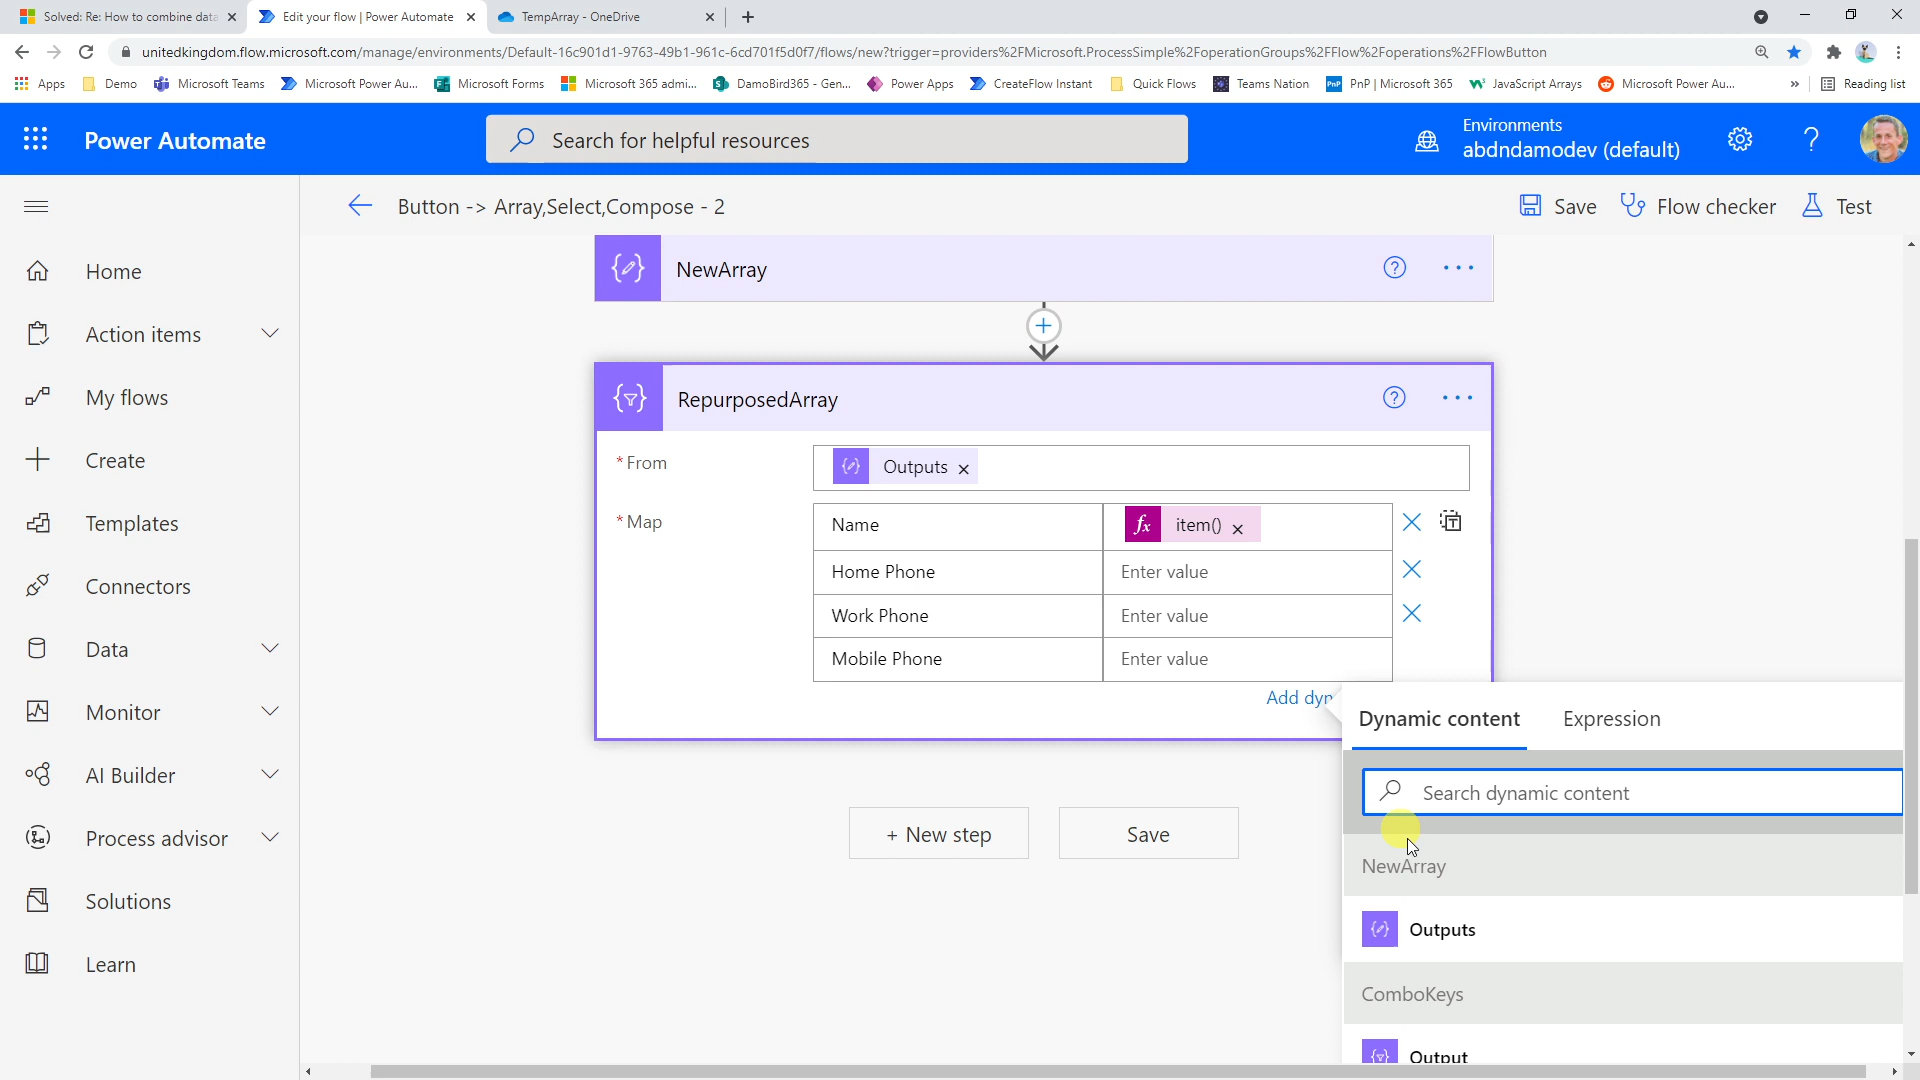 Solved: Re: How to combine data
Edit your flow | Power Automate
TempArray - OneDrive
unitedkingdom.flow.microsoft.com/manage/environments/Default-16c901d1-9763-49b1-961c-6cd701f5d0f7/flows/new?trigger=providers%2FMicrosoft.ProcessSimple%2FoperationGroups%2FFlow%2Foperations%2FFlowButton
Apps
Demo
Microsoft Teams
Microsoft Power Au...
Microsoft Forms
Microsoft 365 admi...
DamoBird365 - Gen...
Power Apps
CreateFlow Instant
Quick Flows
Teams Nation
PnP | Microsoft 365
JavaScript Arrays
Microsoft Power Au...
»
Reading list
Power Automate
Search for helpful resources
Environments
abdndamodev (default)
Button -> Array,Select,Compose - 2
Save
Flow checker
Test
Home
Action items
My flows
Create
Templates
Connectors
Data
Monitor
AI Builder
Process advisor
Solutions
Learn
NewArray
RepurposedArray
* From
Outputs
* Map
Name
item()
Home Phone
Enter value
Work Phone
Enter value
Mobile Phone
Enter value
Add dyn
+ New step
Save
Dynamic content
Expression
Search dynamic content
NewArray
Outputs
ComboKeys
Output